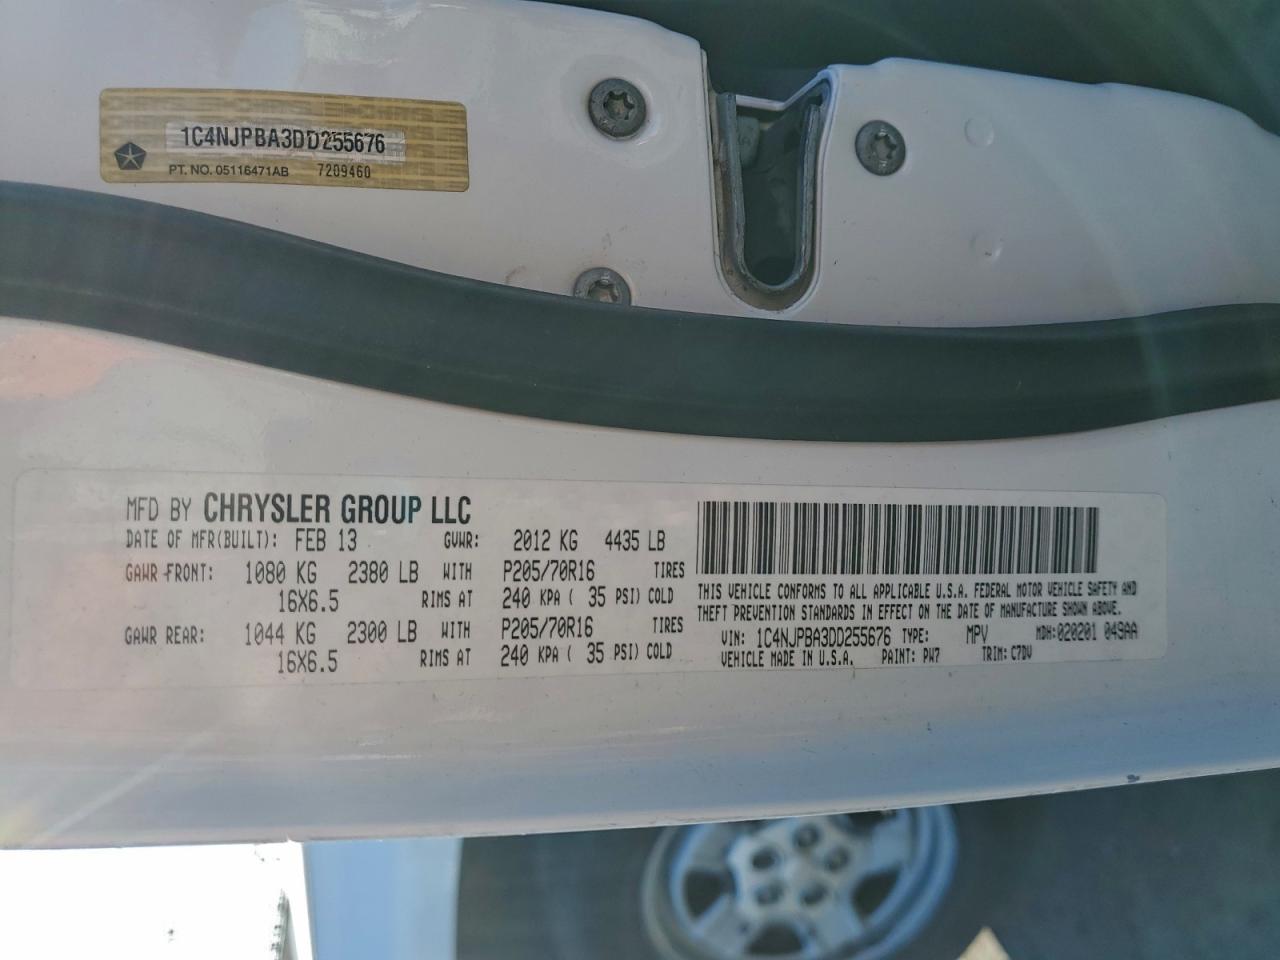 1C4NJPBA3DD255676
PT. NO. 05116471AB 7209460
MFD BY CHRYSLER GROUP LLC
DATE OF MFR(BUILT): FEB 13 GVWR: 2012 KG 4435 LB
GAWR FRONT: 1080 KG 2380 LB WITH P205/70R16 TIRES
16X6.5 RIMS AT 240 KPA ( 35 PSI) COLD
GAWR REAR: 1044 KG 2300 LB WITH P205/70R16 TIRES
16X6.5 RIMS AT 240 KPA ( 35 PSI) COLD
THIS VEHICLE CONFORMS TO ALL APPLICABLE U.S.A. FEDERAL MOTOR VEHICLE SAFETY AND
THEFT PREVENTION STANDARDS IN EFFECT ON THE DATE OF MANUFACTURE SHOWN ABOVE.
VIN: 1C4NJPBA3DD255676 TYPE: MPV MDH:020201 049AA
VEHICLE MADE IN U.S.A. PAINT: PW7 TRIM: C7DV